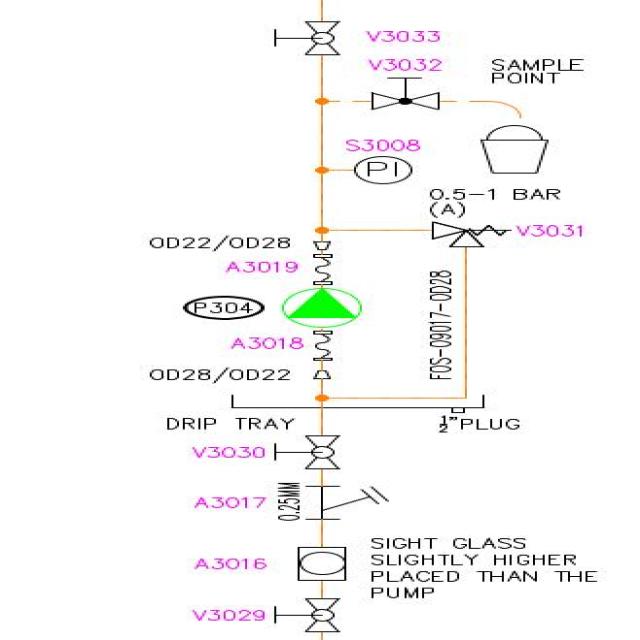 V3033
V3032
SAMPLE
POINT
S3008
PI
0.5-1 BAR
(A)
V3031
OD22/OD28
A3019
P304
FOS-09017-OD28
A3018
OD28/OD22
DRIP TRAY
½"PLUG
V3030
A3017
0.25MM
A3016
SIGHT GLASS
SLIGHTLY HIGHER
PLACED THAN THE
PUMP
V3029